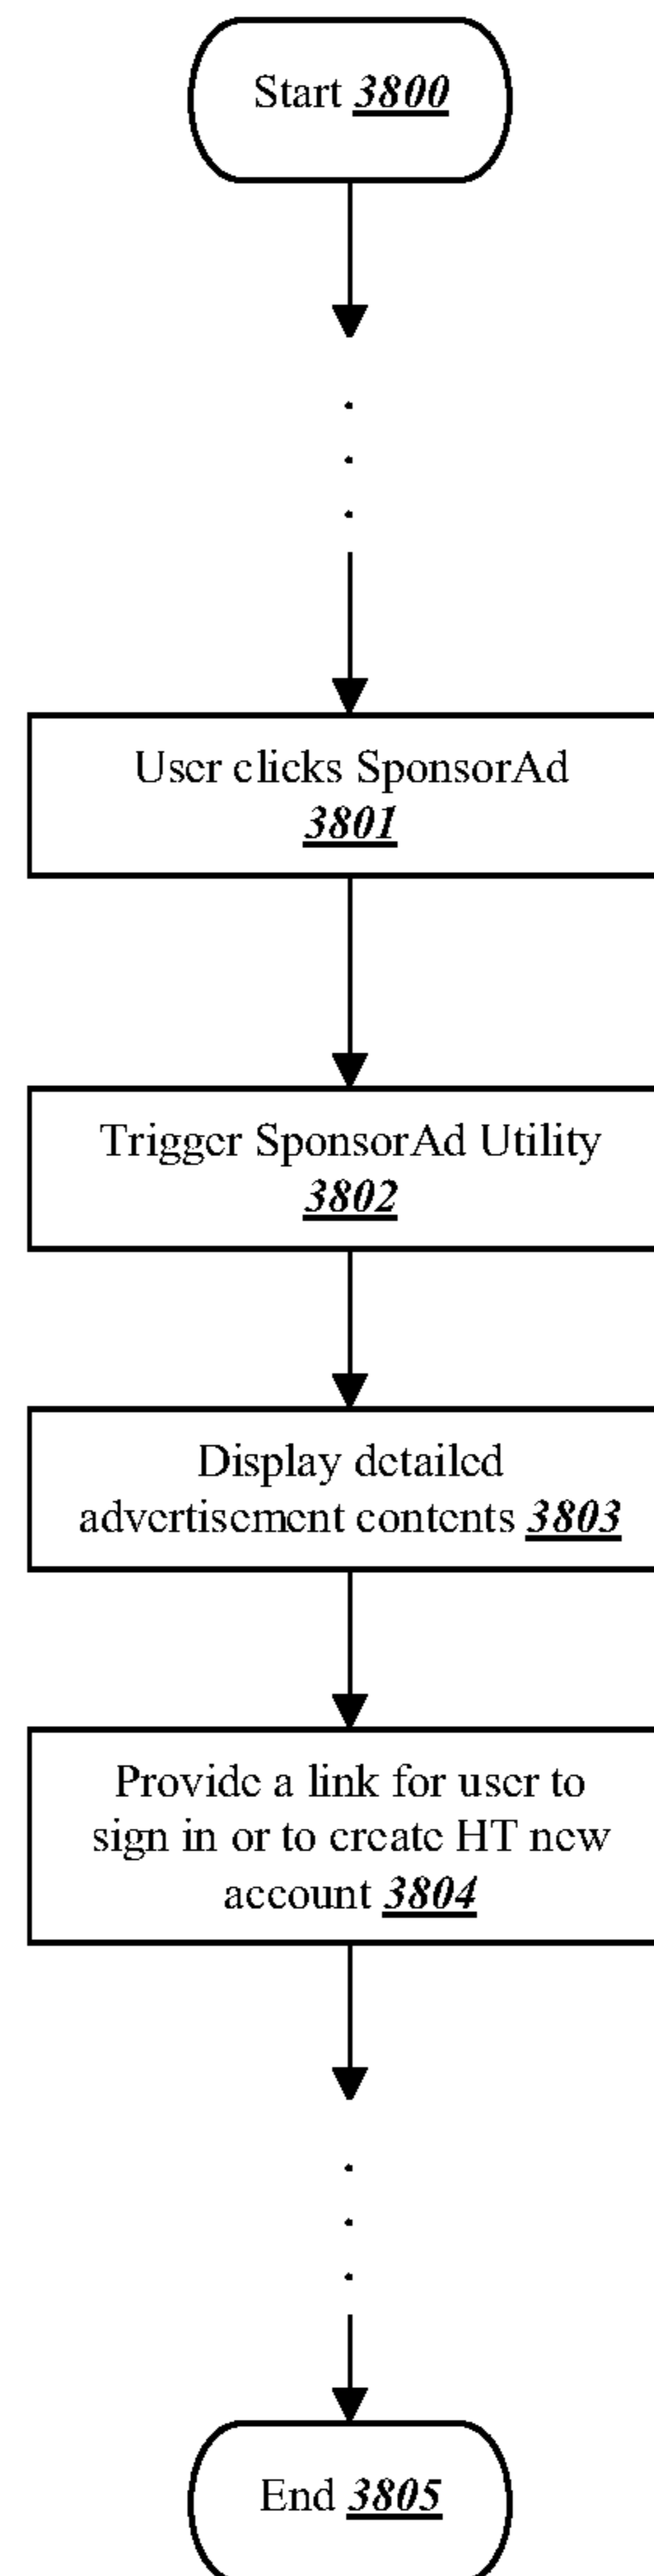 Start 3800
User clicks SponsorAd
3801
Trigger SponsorAd Utility
3802
Display detailed
advertisement contents 3803
Provide a link for user to
sign in or to create HT new
account 3804
End 3805